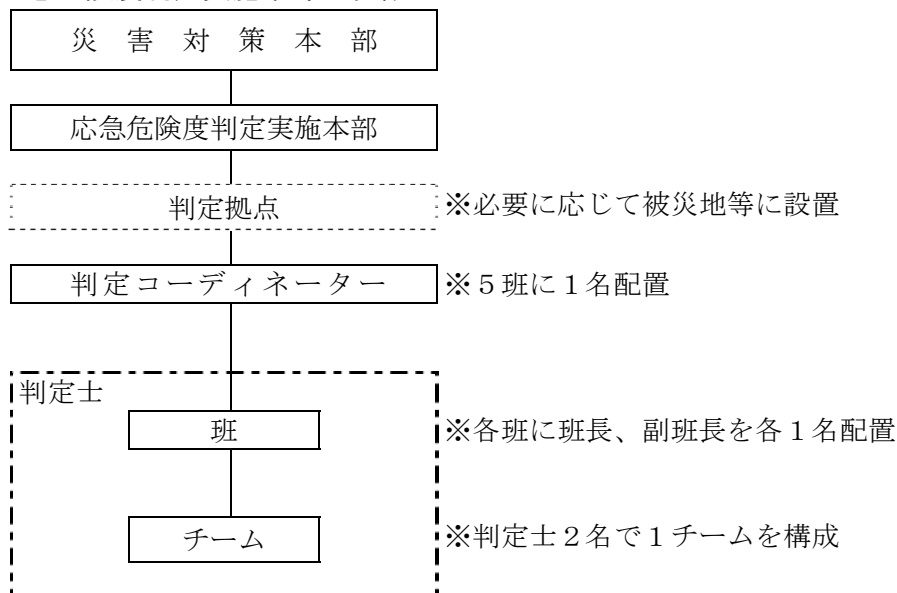 災害対策本部
応急危険度判定実施本部
判定拠点 ※必要に応じて被災地等に設置
判定コーディネーター ※５班に１名配置
判定士
班 ※各班に班長、副班長を各１名配置
チーム ※判定士２名で１チームを構成